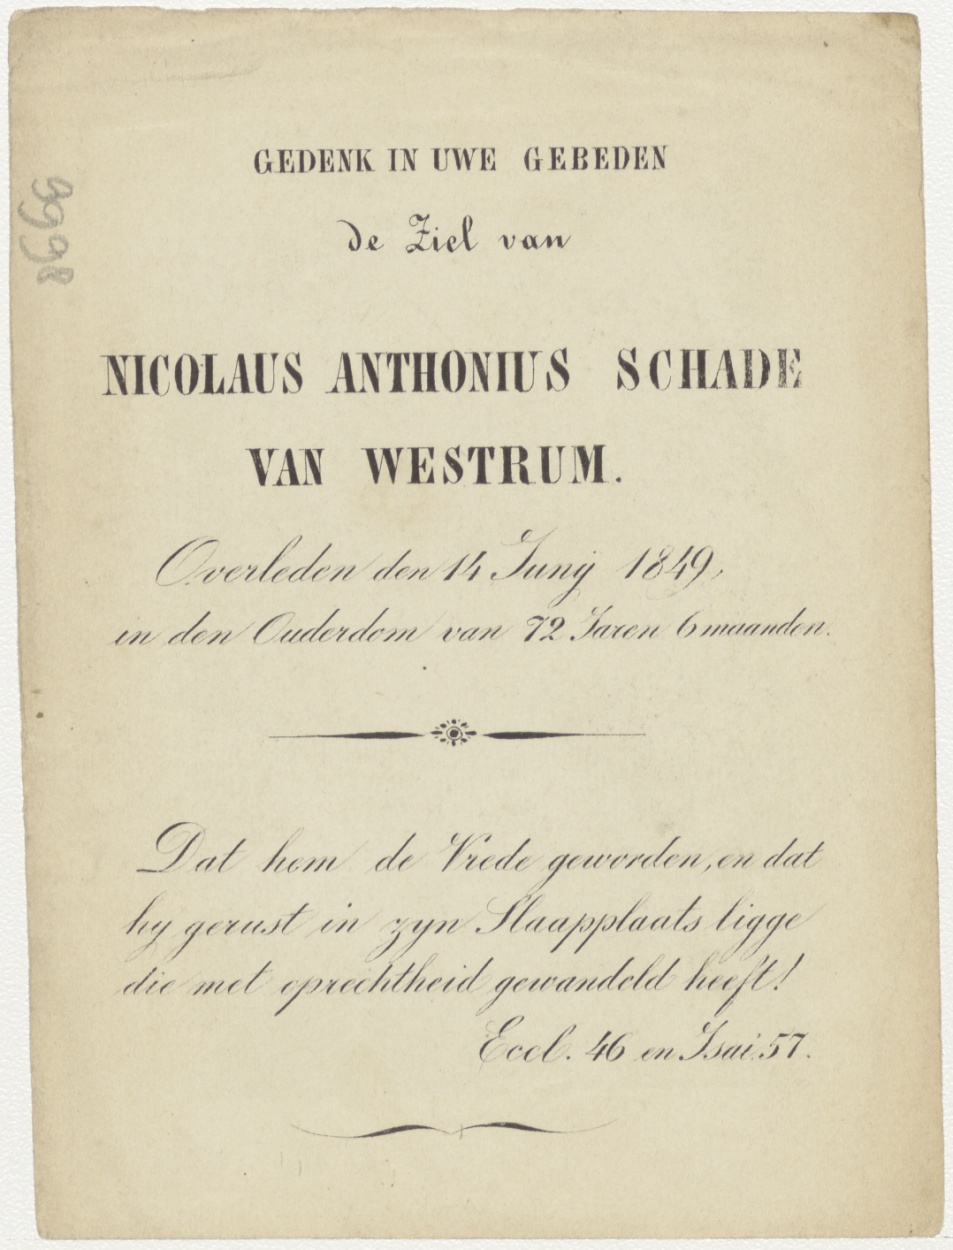 GEDENK IN UWE GEBEDEN
de Ziel van
NICOLAUS ANTHONIUS SCHADE
VAN WESTRUM.
Overleden den 14 Junij 1849,
in den Ouderdom van 72 Jaren 6 maanden.
Dat hem de Vrede geworden, en dat
hy gerust in zyn Slaapplaats ligge
die met oprechtheid gewandeld heeft!
Eccl. 46 en Isai. 57.
9998